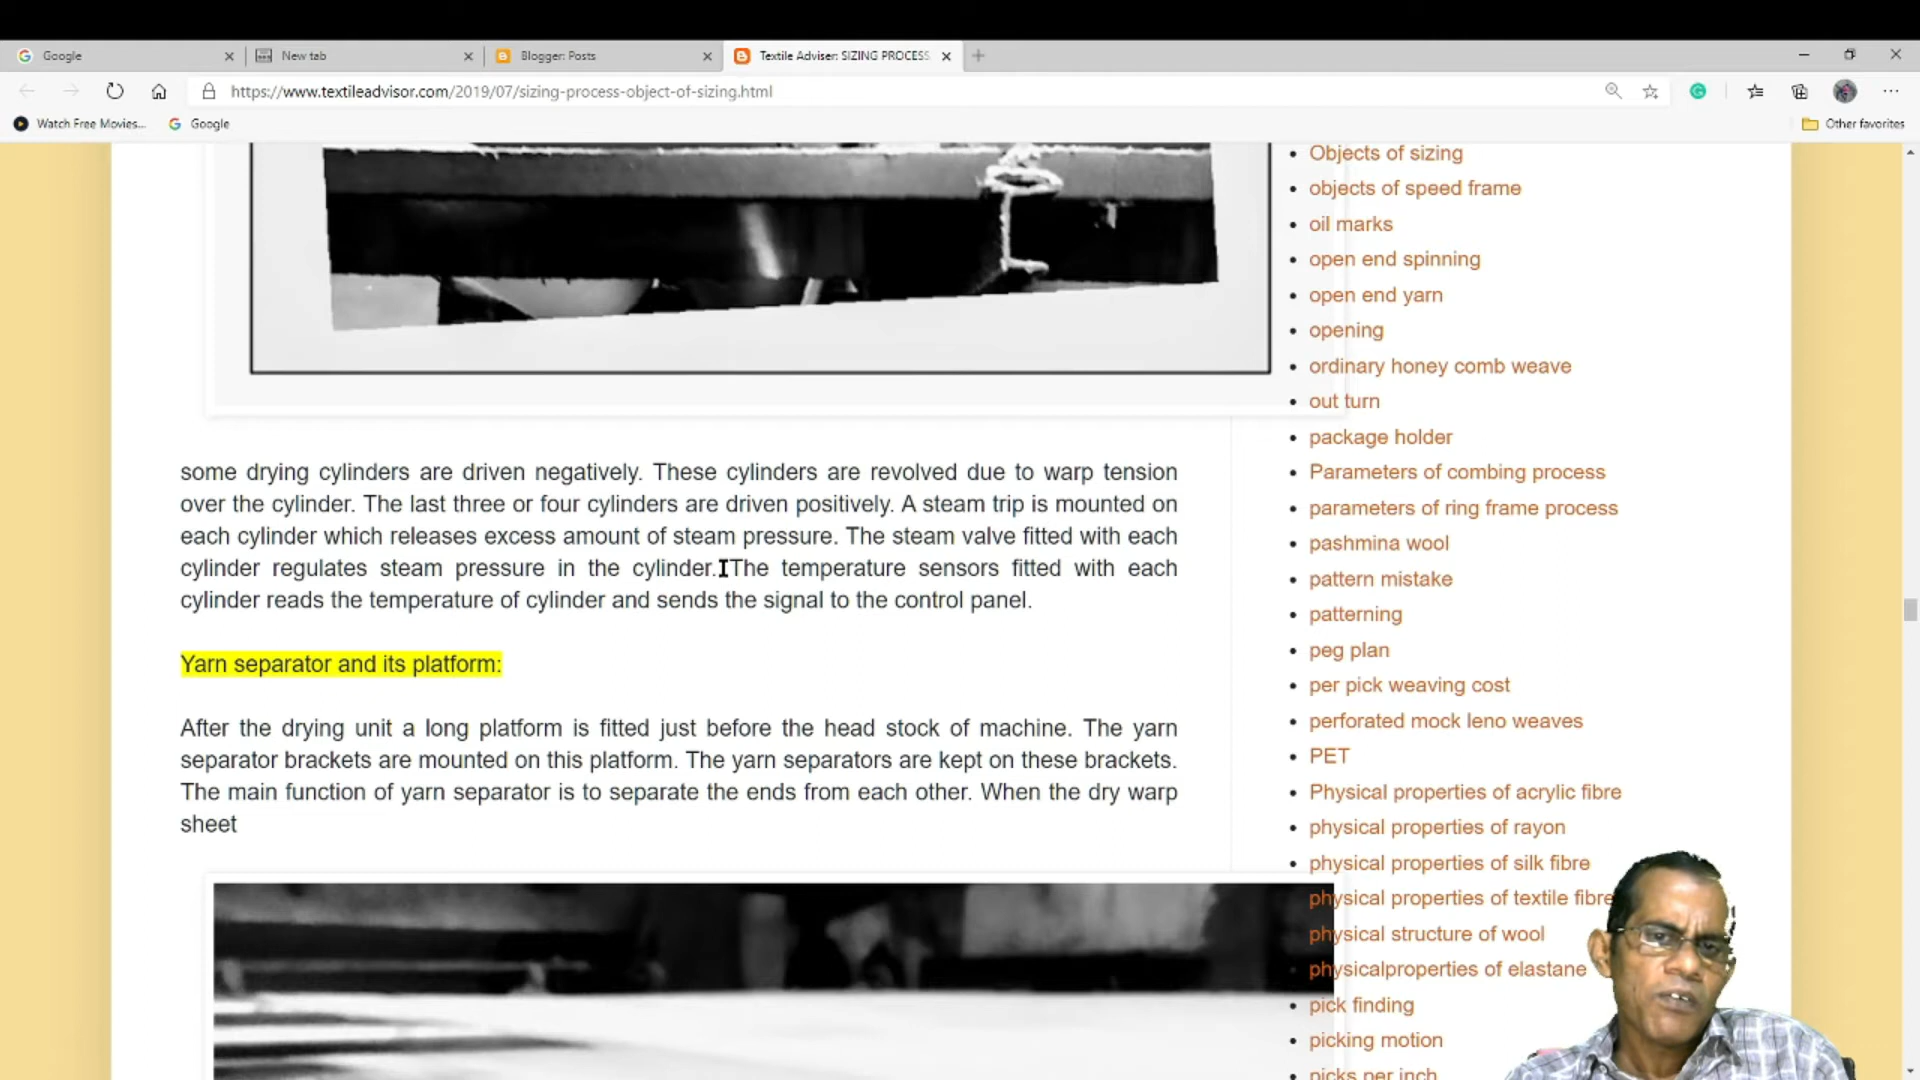 Google
New tab
Blogger: Posts
Textile Adviser: SIZING PROCESS
https://www.textileadvisor.com/2019/07/sizing-process-object-of-sizing.html
Watch Free Movies...
Google
Other favorites
some drying cylinders are driven negatively. These cylinders are revolved due to warp tension
over the cylinder. The last three or four cylinders are driven positively. A steam trip is mounted on
each cylinder which releases excess amount of steam pressure. The steam valve fitted with each
cylinder regulates steam pressure in the cylinder. The temperature sensors fitted with each
cylinder reads the temperature of cylinder and sends the signal to the control panel.
Yarn separator and its platform:
After the drying unit a long platform is fitted just before the head stock of machine. The yarn
separator brackets are mounted on this platform. The yarn separators are kept on these brackets.
The main function of yarn separator is to separate the ends from each other. When the dry warp
sheet
Objects of sizing
objects of speed frame
oil marks
open end spinning
open end yarn
opening
ordinary honey comb weave
out turn
package holder
Parameters of combing process
parameters of ring frame process
pashmina wool
pattern mistake
patterning
peg plan
per pick weaving cost
perforated mock leno weaves
PET
Physical properties of acrylic fibre
physical properties of rayon
physical properties of silk fibre
physical properties of textile fibre
physical structure of wool
physicalproperties of elastane
pick finding
picking motion
picks per inch